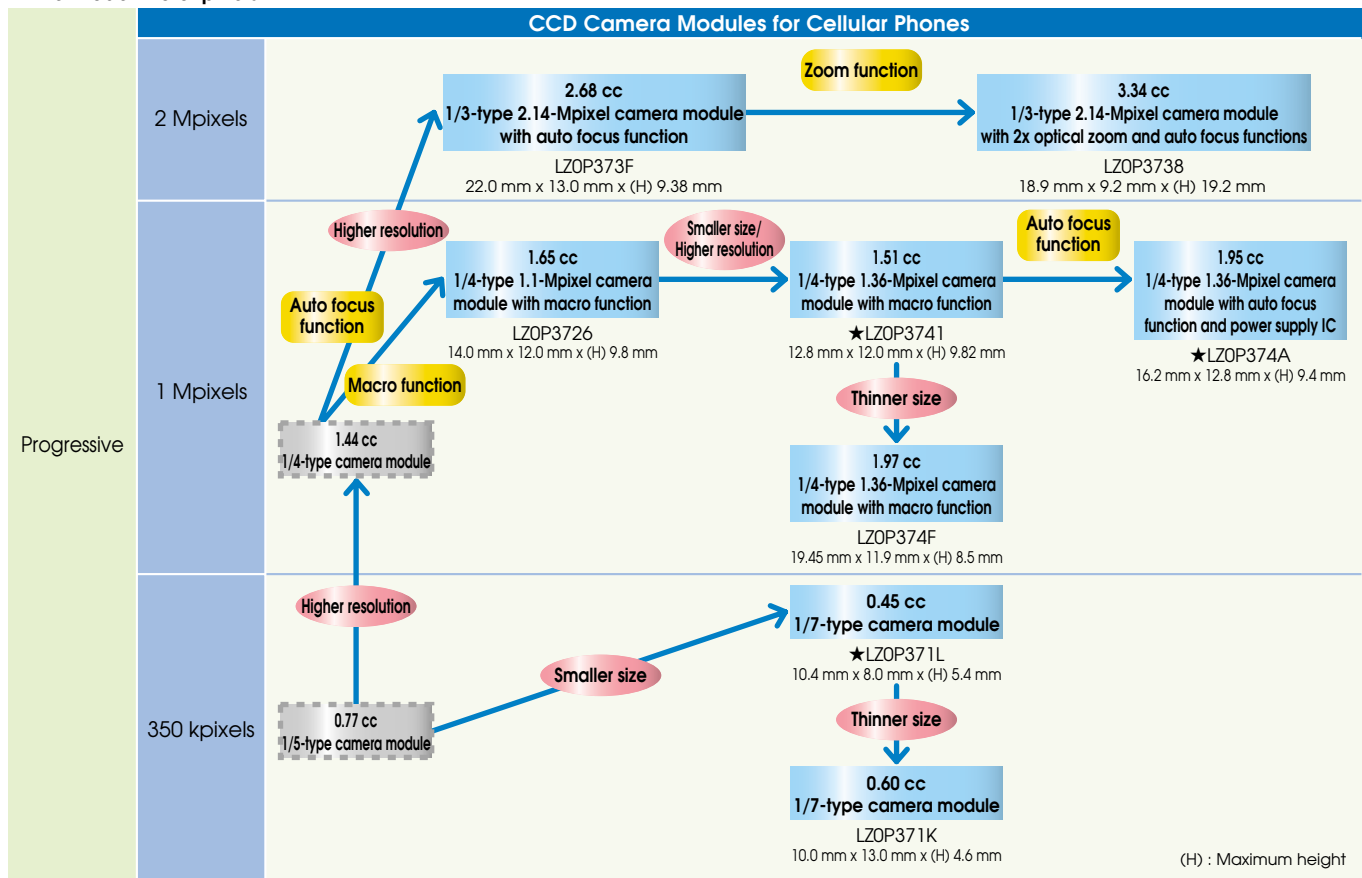 CCD Camera Modules for Cellular Phones
Progressive
2 Mpixels
2.68 cc
1/3-type 2.14-Mpixel camera module
with auto focus function
LZ0P373F
22.0 mm x 13.0 mm x (H) 9.38 mm
Zoom function
3.34 cc
1/3-type 2.14-Mpixel camera module
with 2x optical zoom and auto focus functions
LZ0P3738
18.9 mm x 9.2 mm x (H) 19.2 mm
1 Mpixels
Higher resolution
Auto focus
function
Macro function
1.44 cc
1/4-type camera module
1.65 cc
1/4-type 1.1-Mpixel camera
module with macro function
LZ0P3726
14.0 mm x 12.0 mm x (H) 9.8 mm
Smaller size/
Higher resolution
1.51 cc
1/4-type 1.36-Mpixel camera
module with macro function
★LZ0P3741
12.8 mm x 12.0 mm x (H) 9.82 mm
Auto focus
function
1.95 cc
1/4-type 1.36-Mpixel camera
module with auto focus
function and power supply IC
★LZ0P374A
16.2 mm x 12.8 mm x (H) 9.4 mm
Thinner size
1.97 cc
1/4-type 1.36-Mpixel camera
module with macro function
LZ0P374F
19.45 mm x 11.9 mm x (H) 8.5 mm
350 kpixels
Higher resolution
0.77 cc
1/5-type camera module
Smaller size
0.45 cc
1/7-type camera module
★LZ0P371L
10.4 mm x 8.0 mm x (H) 5.4 mm
Thinner size
0.60 cc
1/7-type camera module
LZ0P371K
10.0 mm x 13.0 mm x (H) 4.6 mm
(H) : Maximum height